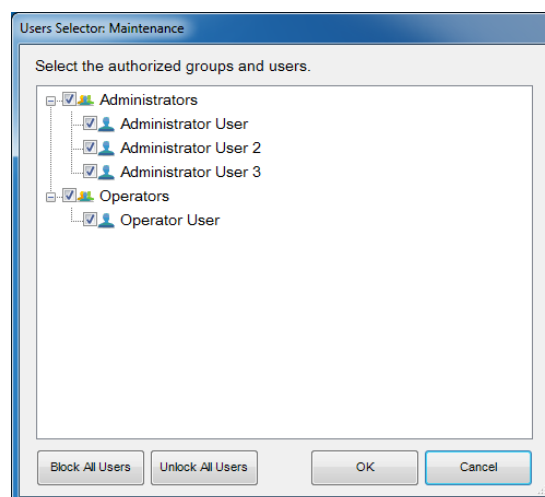 Users Selector: Maintenance
Select the authorized groups and users.
Administrators
Administrator User
Administrator User 2
Administrator User 3
Operators
Operator User
Block All Users Unlock All Users OK Cancel